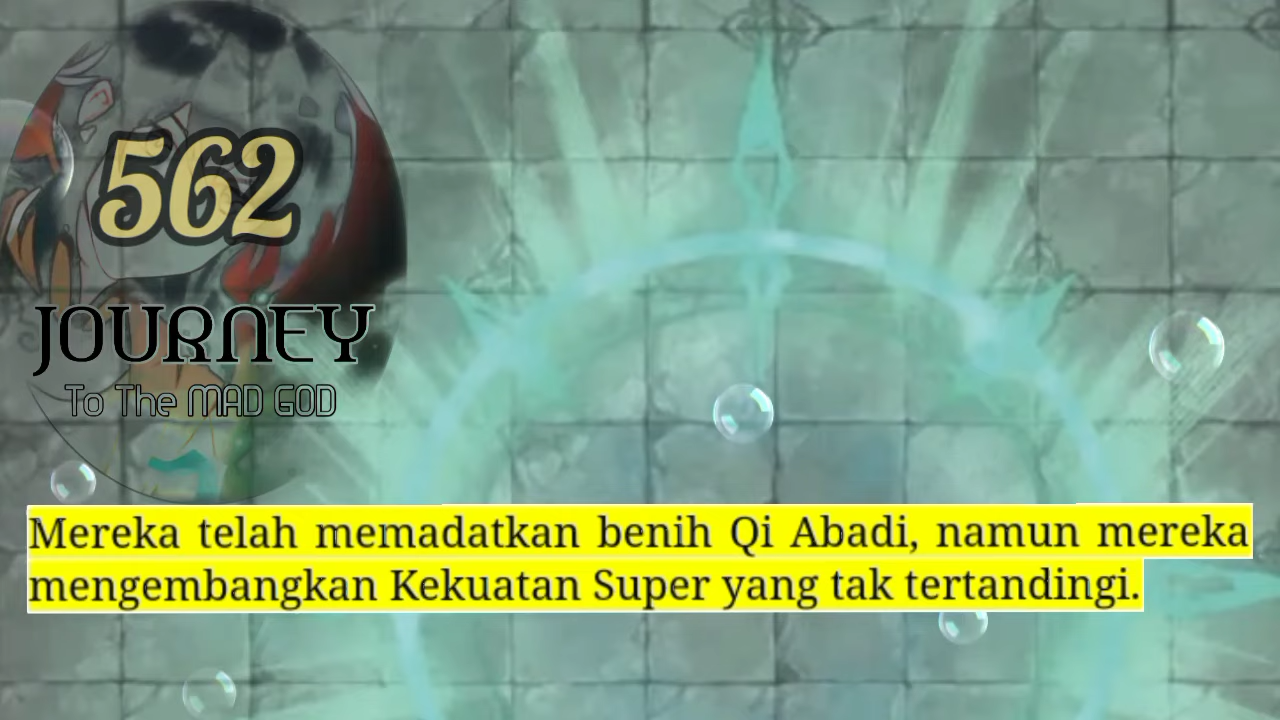 562
JOURNEY
To The MAD GOD
Mereka telah memadatkan benih Qi Abadi, namun mereka
mengembangkan Kekuatan Super yang tak tertandingi.